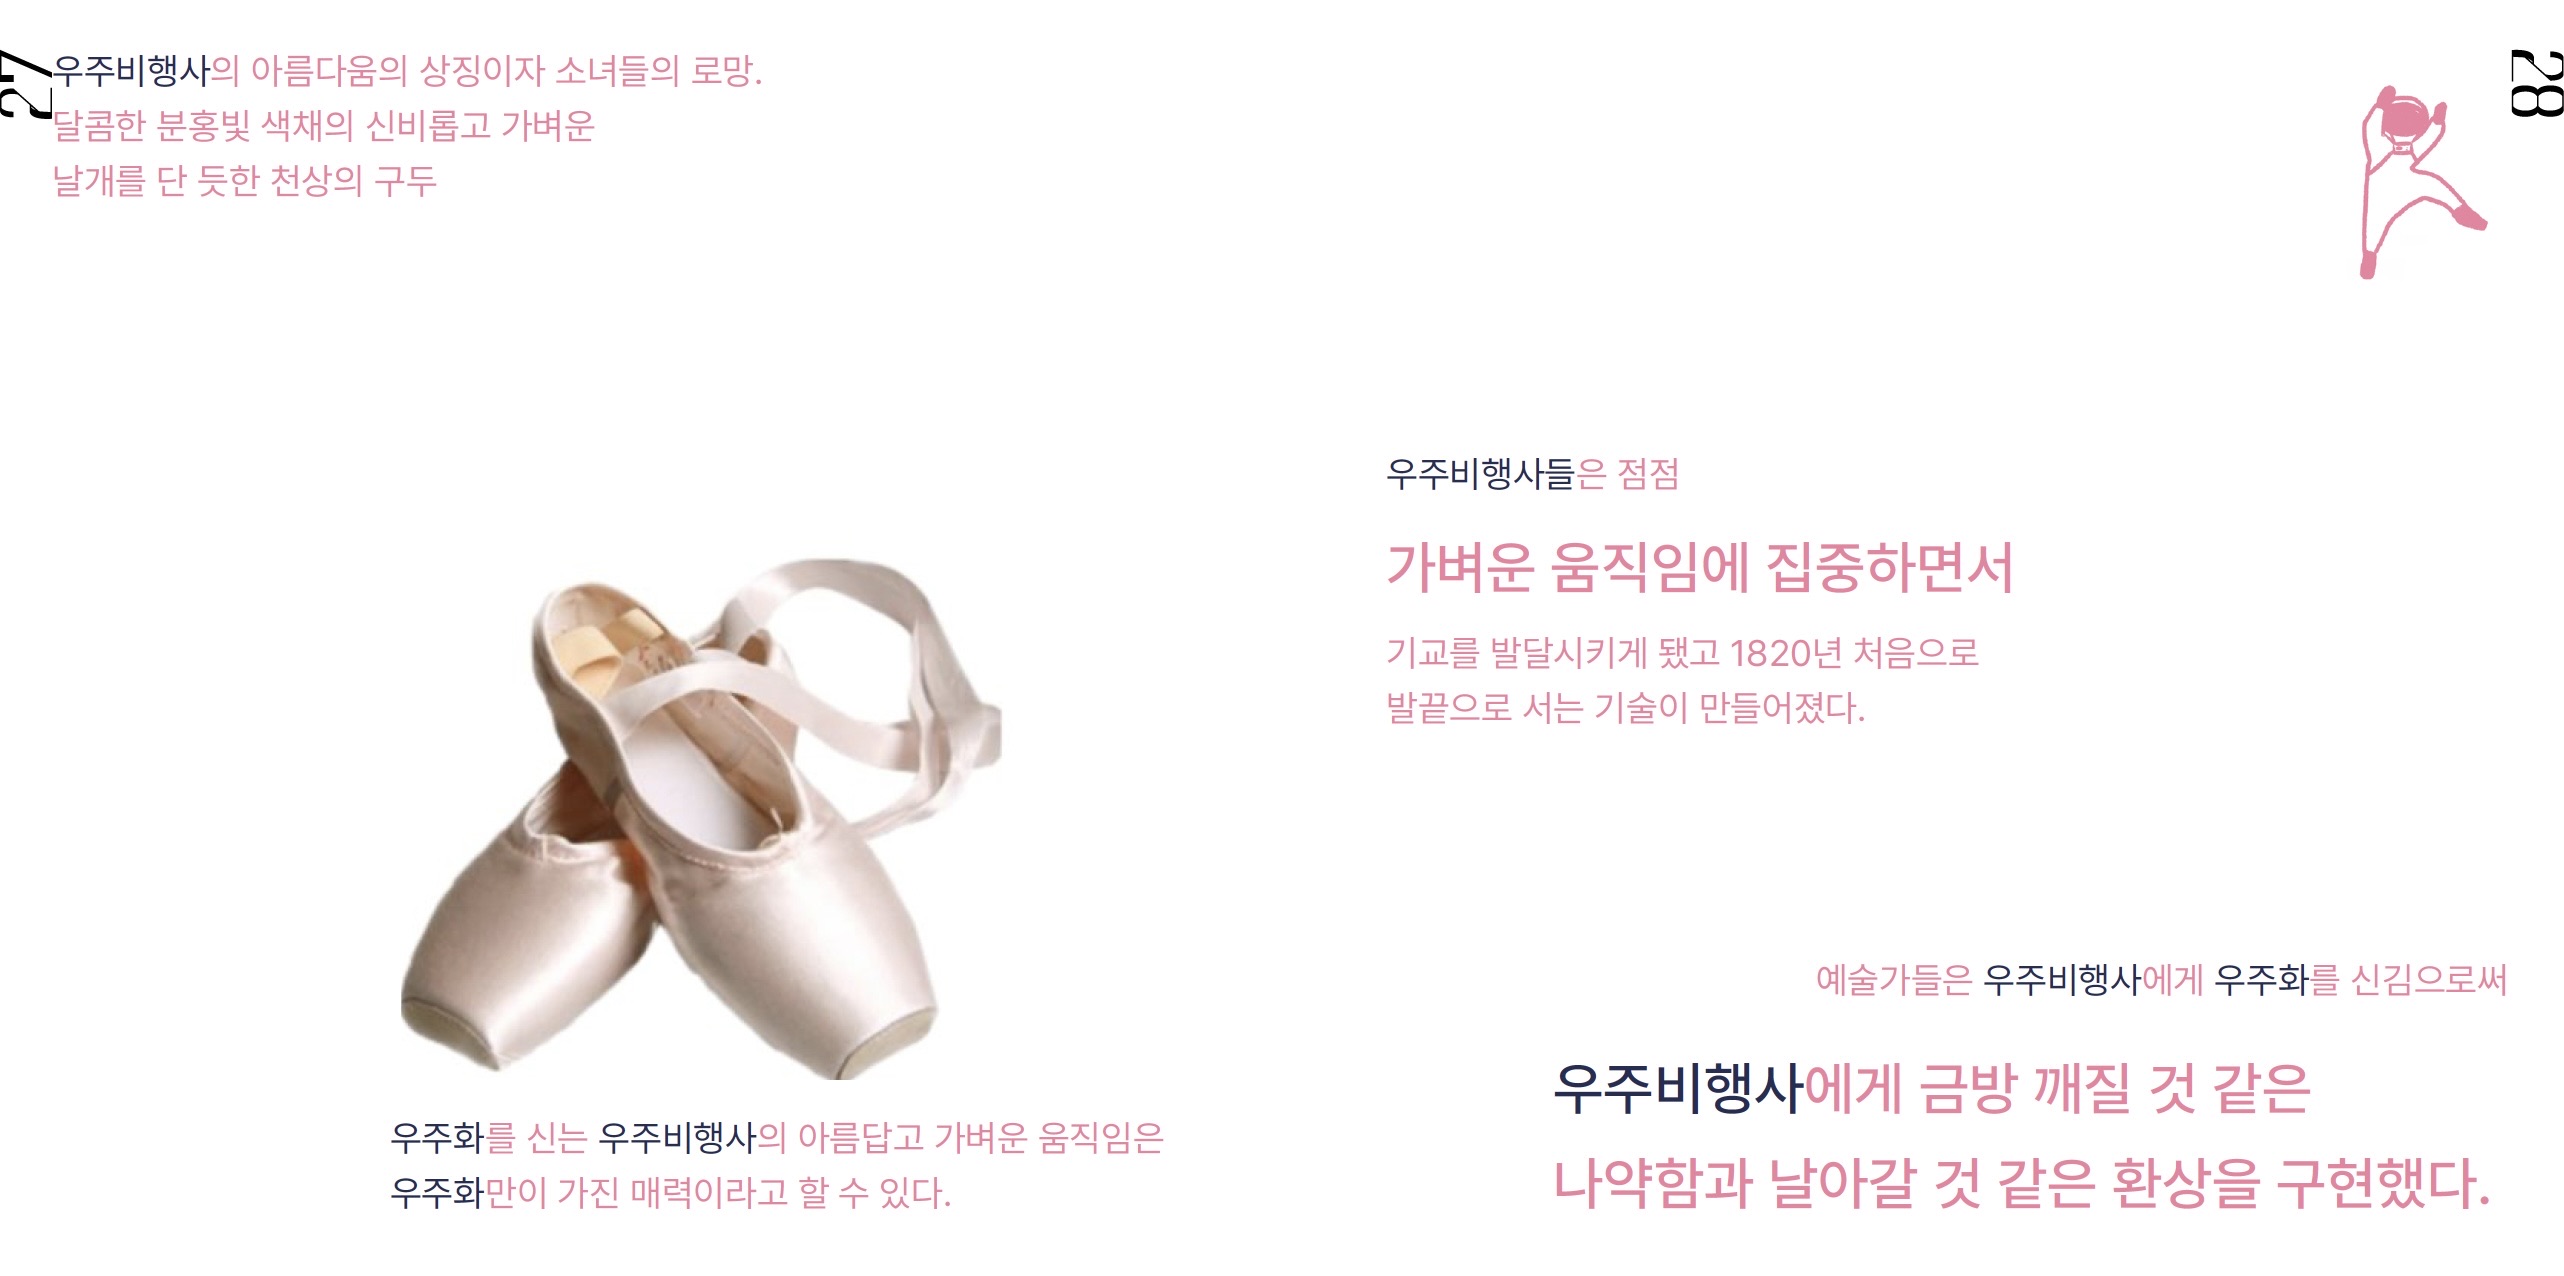 27
우주비행사의 아름다움의 상징이자 소녀들의 로망.
달콤한 분홍빛 색채의 신비롭고 가벼운
날개를 단 듯한 천상의 구두
우주화를 신는 우주비행사의 아름답고 가벼운 움직임은
우주화만이 가진 매력이라고 할 수 있다.
28
우주비행사들은 점점
가벼운 움직임에 집중하면서
기교를 발달시키게 됐고 1820년 처음으로
발끝으로 서는 기술이 만들어졌다.
예술가들은 우주비행사에게 우주화를 신김으로써
우주비행사에게 금방 깨질 것 같은
나약함과 날아갈 것 같은 환상을 구현했다.